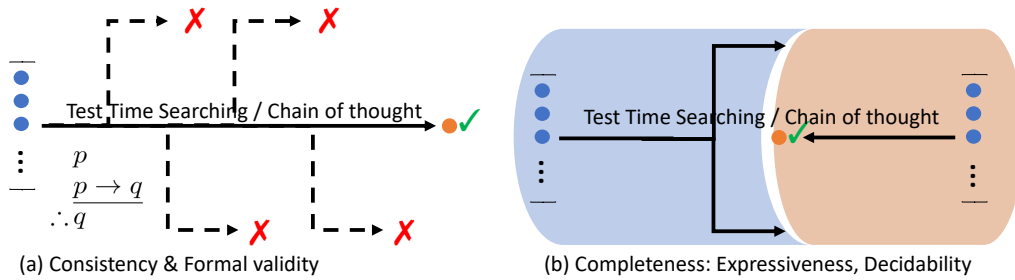 Test Time Searching / Chain of thought
p
p → q
∴ q
(a) Consistency & Formal validity
Test Time Searching / Chain of thought
(b) Completeness: Expressiveness, Decidability